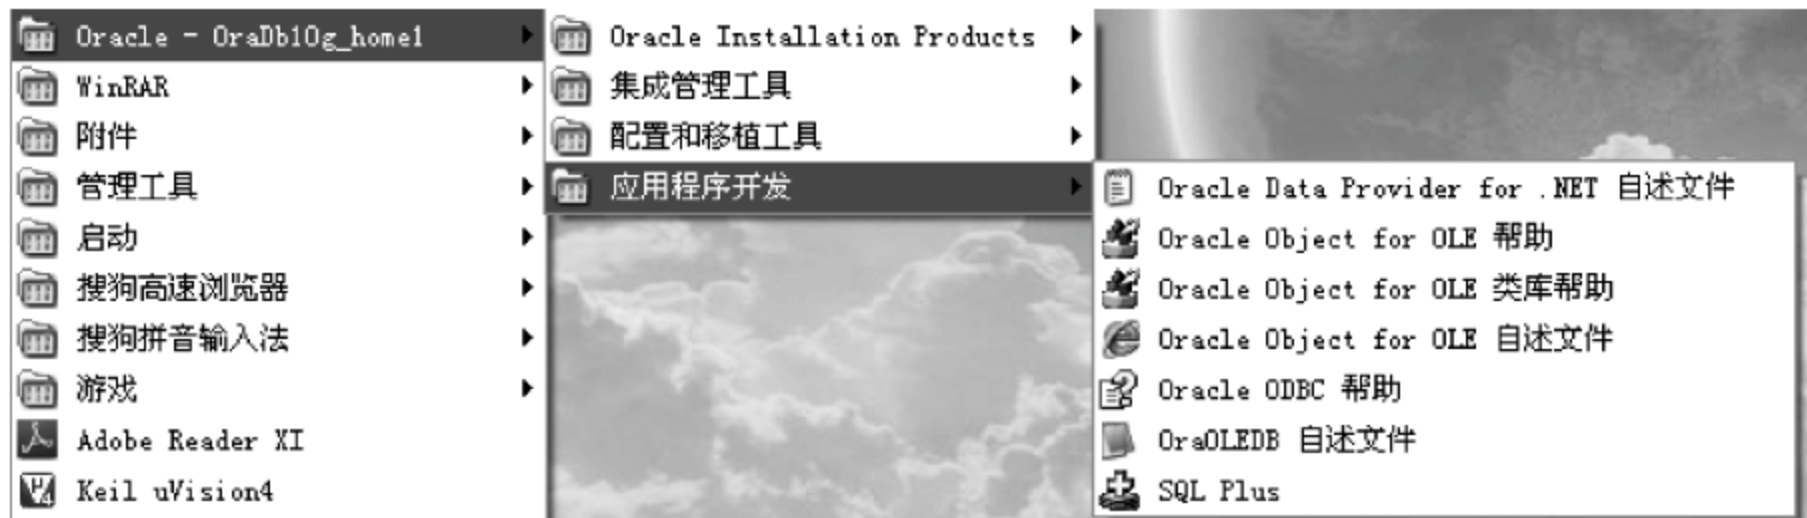 Oracle - OraDb10g_home1
WinRAR
附件
管理工具
启动
搜狗高速浏览器
搜狗拼音输入法
游戏
Adobe Reader XI
Keil uVision4
Oracle Installation Products
集成管理工具
配置和移植工具
应用程序开发
Oracle Data Provider for .NET 自述文件
Oracle Object for OLE 帮助
Oracle Object for OLE 类库帮助
Oracle Object for OLE 自述文件
Oracle ODBC 帮助
OraOLEDB 自述文件
SQL Plus